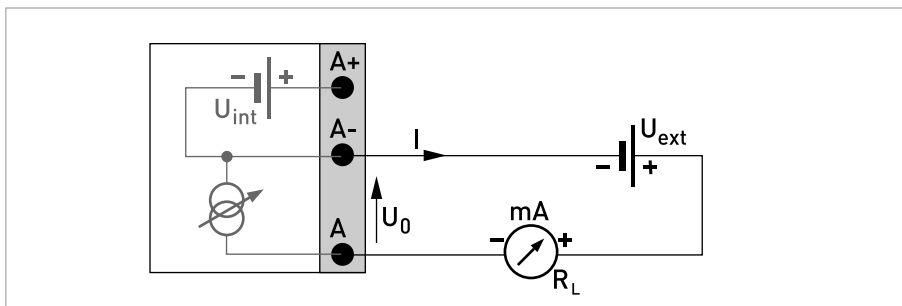 A+
- +
U_int
A-
I
U_ext
- +
U_0
mA
A
- +
R_L